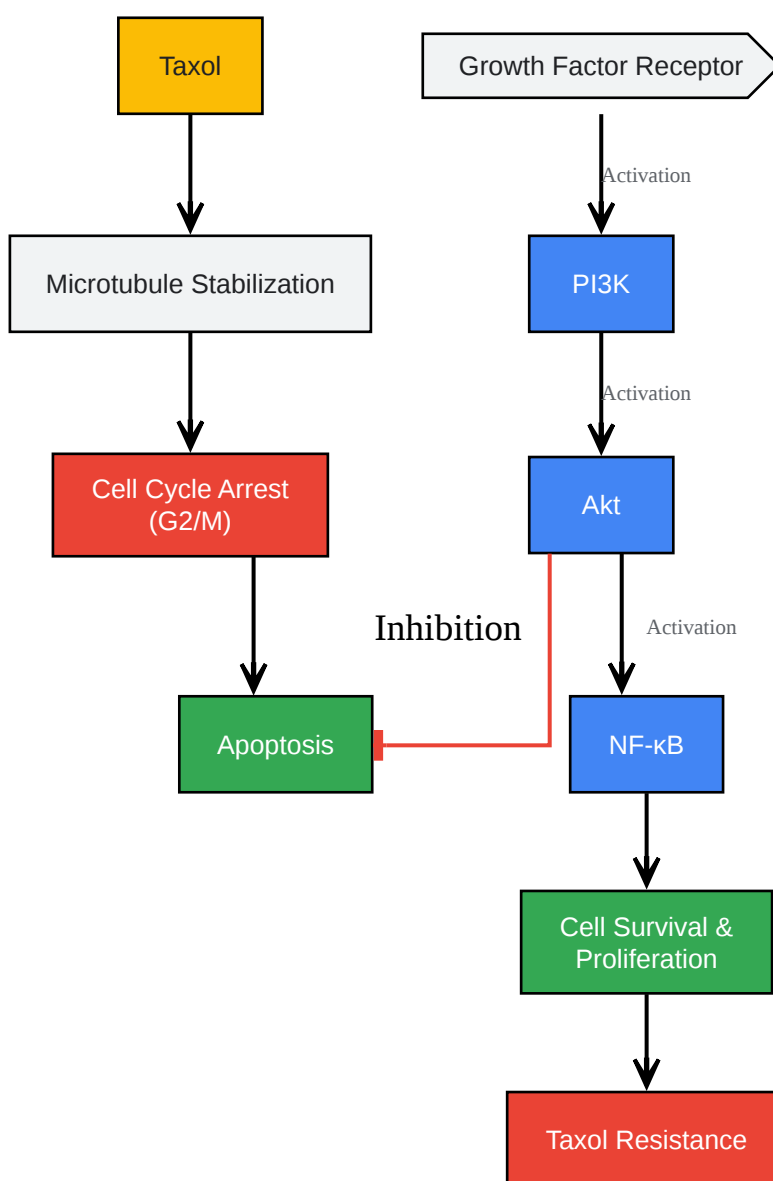 Taxol
Growth Factor Receptor
Activation
Microtubule Stabilization
PI3K
Activation
Cell Cycle Arrest
(G2/M)
Akt
Inhibition
Activation
Apoptosis
NF-κB
Cell Survival &
Proliferation
Taxol Resistance